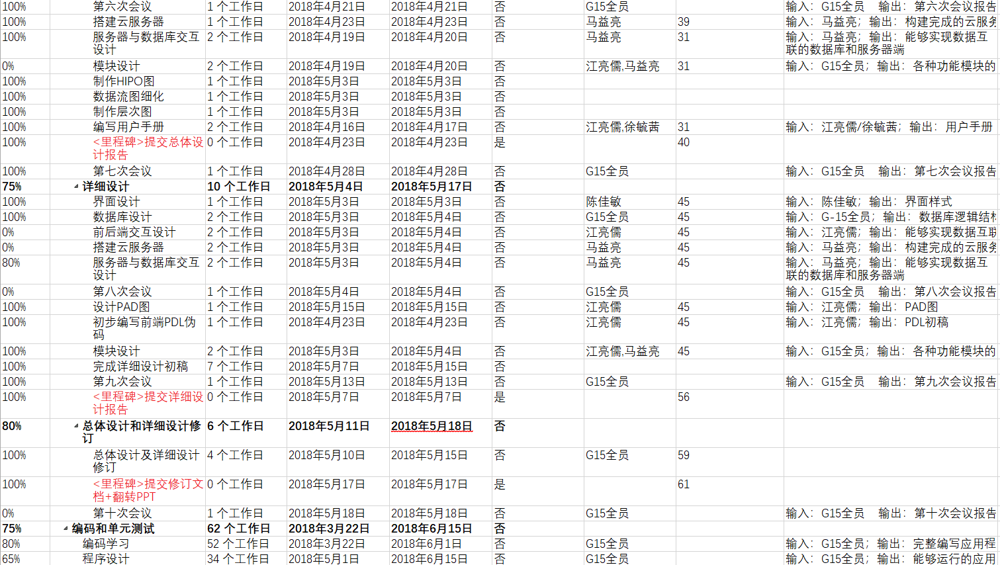 100% 第六次会议 1 个工作日 2018年4月21日 2018年4月21日 否 G15全员 输入：G15全员 输出：第六次会议报告
100% 搭建云服务器 1 个工作日 2018年4月23日 2018年4月23日 否 马益亮 39 输入：马益亮；输出：构建完成的云服务
100% 服务器与数据库交互 2 个工作日 2018年4月19日 2018年4月20日 否 马益亮 31 输入：马益亮；输出：能够实现数据互
设计 联的数据库和服务器端
0% 模块设计 2 个工作日 2018年4月19日 2018年4月20日 否 江亮儒,马益亮 31 输入：G15全员；输出：各种功能模块的
100% 制作HIPO图 1 个工作日 2018年5月3日 2018年5月3日 否
100% 数据流图细化 1 个工作日 2018年5月3日 2018年5月3日 否
100% 制作层次图 1 个工作日 2018年5月3日 2018年5月3日 否
100% 编写用户手册 2 个工作日 2018年4月16日 2018年4月17日 否 江亮儒,徐毓茜 31 输入：江亮儒/徐毓茜；输出：用户手册
100% <里程碑>提交总体设 0 个工作日 2018年4月23日 2018年4月23日 是 40
计报告
100% 第七次会议 1 个工作日 2018年4月28日 2018年4月28日 否 G15全员 输入：G15全员 输出：第七次会议报告
75% 详细设计 10 个工作日 2018年5月4日 2018年5月17日 否
100% 界面设计 1 个工作日 2018年5月3日 2018年5月3日 否 陈佳敏 45 输入：陈佳敏；输出：界面样式
100% 数据库设计 2 个工作日 2018年5月3日 2018年5月4日 否 G15全员 45 输入：G-15全员；输出：数据库逻辑结构
0% 前后端交互设计 2 个工作日 2018年5月3日 2018年5月4日 否 江亮儒 45 输入：江亮儒；输出：能够实现数据互联
0% 搭建云服务器 2 个工作日 2018年5月3日 2018年5月4日 否 马益亮 45 输入：马益亮；输出：构建完成的云服务
80% 服务器与数据库交互 2 个工作日 2018年5月3日 2018年5月4日 否 马益亮 45 输入：马益亮；输出：能够实现数据互
设计 联的数据库和服务器端
0% 第八次会议 1 个工作日 2018年5月4日 2018年5月4日 否 G15全员 输入：G15全员 输出：第八次会议报告
100% 设计PAD图 1 个工作日 2018年5月15日 2018年5月15日 否 江亮儒 45 输入：江亮儒；输出：PAD图
100% 初步编写前端PDL伪 1 个工作日 2018年4月23日 2018年4月23日 否 江亮儒 45 输入：江亮儒；输出：PDL初稿
码
100% 模块设计 2 个工作日 2018年5月3日 2018年5月4日 否 江亮儒,马益亮 45 输入：G15全员；输出：各种功能模块的
100% 完成详细设计初稿 7 个工作日 2018年5月7日 2018年5月15日 否
100% 第九次会议 1 个工作日 2018年5月13日 2018年5月13日 否 G15全员 输入：G15全员 输出：第九次会议报告
100% <里程碑>提交详细设 0 个工作日 2018年5月7日 2018年5月7日 是 56
计报告
80% 总体设计和详细设计修 6 个工作日 2018年5月11日 2018年5月18日 否
订
100% 总体设计及详细设计 4 个工作日 2018年5月10日 2018年5月15日 否 G15全员 59
修订
100% <里程碑>提交修订文 0 个工作日 2018年5月17日 2018年5月17日 是 61
档+翻转PPT
0% 第十次会议 1 个工作日 2018年5月18日 2018年5月18日 否 G15全员 输入：G15全员 输出：第十次会议报告
75% 编码和单元测试 62 个工作日 2018年3月22日 2018年6月15日 否
80% 编码学习 52 个工作日 2018年3月22日 2018年6月1日 否 G15全员 输入：G15全员；输出：完整编写应用程
65% 程序设计 34 个工作日 2018年5月1日 2018年6月15日 否 G15全员 输入：G15全员；输出：能够运行的应用